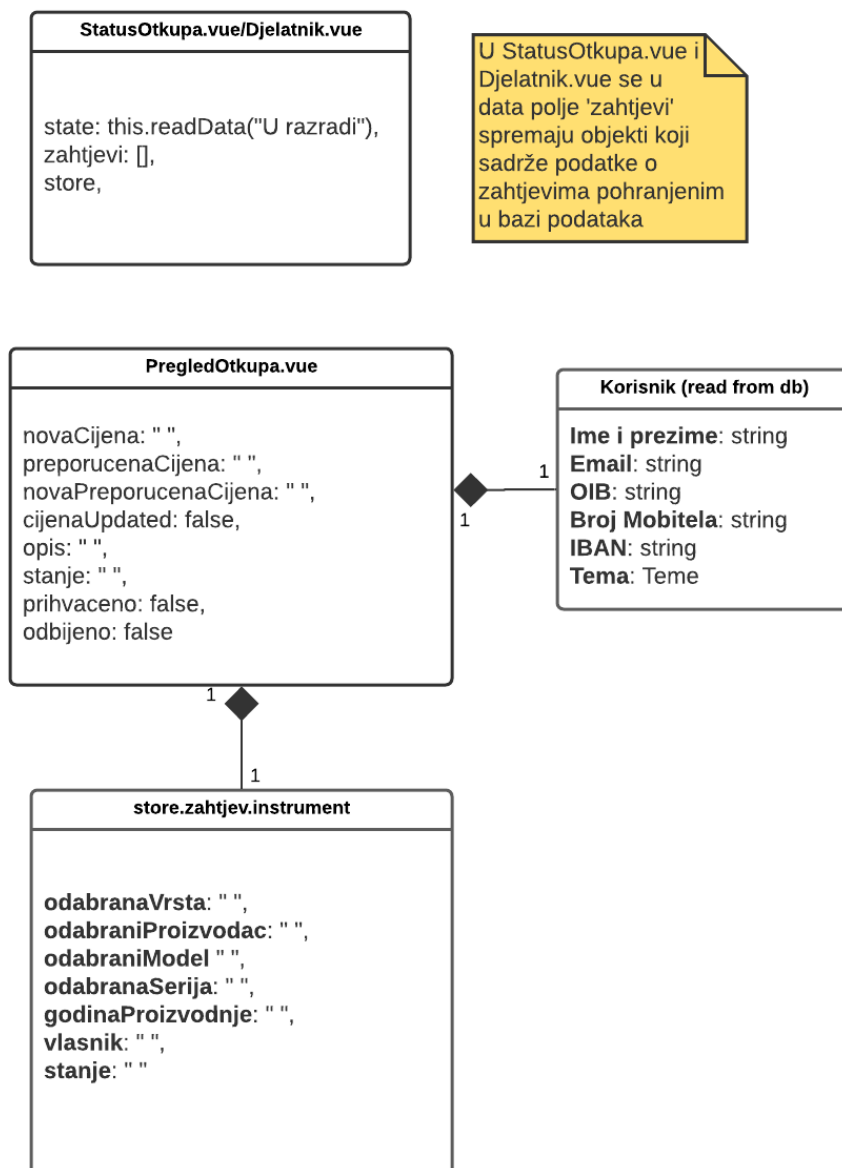 StatusOtkupa.vue/Djelatnik.vue
state: this.readData("U razradi"),
zahtjevi: [],
store,
U StatusOtkupa.vue i
Djelatnik.vue se u
data polje 'zahtjevi'
spremaju objekti koji
sadrže podatke o
zahtjevima pohranjenim
u bazi podataka
PregledOtkupa.vue
novaCijena: " ",
preporucenaCijena: " ",
novaPreporucenaCijena: " ",
cijenaUpdated: false,
opis: " ",
stanje: " ",
prihvaceno: false,
odbijeno: false
1
1
Korisnik (read from db)
Ime i prezime: string
Email: string
OIB: string
Broj Mobitela: string
IBAN: string
Tema: Teme
1
1
store.zahtjev.instrument
odabranaVrsta: " ",
odabraniProizvodac: " ",
odabraniModel " ",
odabranaSerija: " ",
godinaProizvodnje: " ",
vlasnik: " ",
stanje: " "